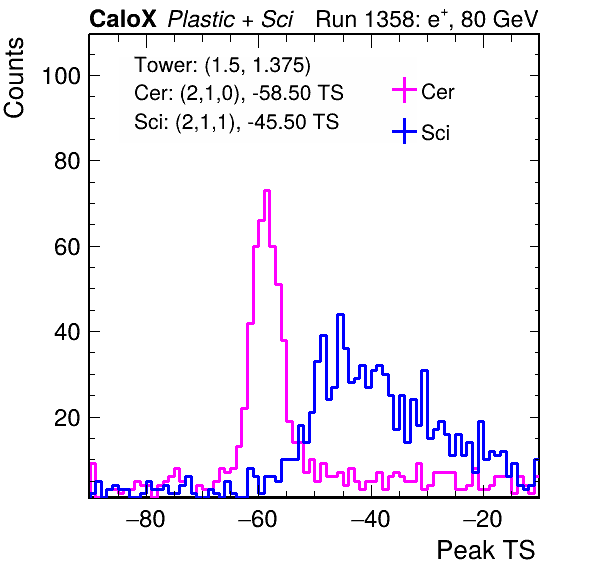 CaloX Plastic + Sci Run 1358: e⁺, 80 GeV
Counts
Tower: (1.5, 1.375)
Cer: (2,1,0), -58.50 TS
Sci: (2,1,1), -45.50 TS
Cer
Sci
100
80
60
40
20
−80 −60 −40 −20
Peak TS